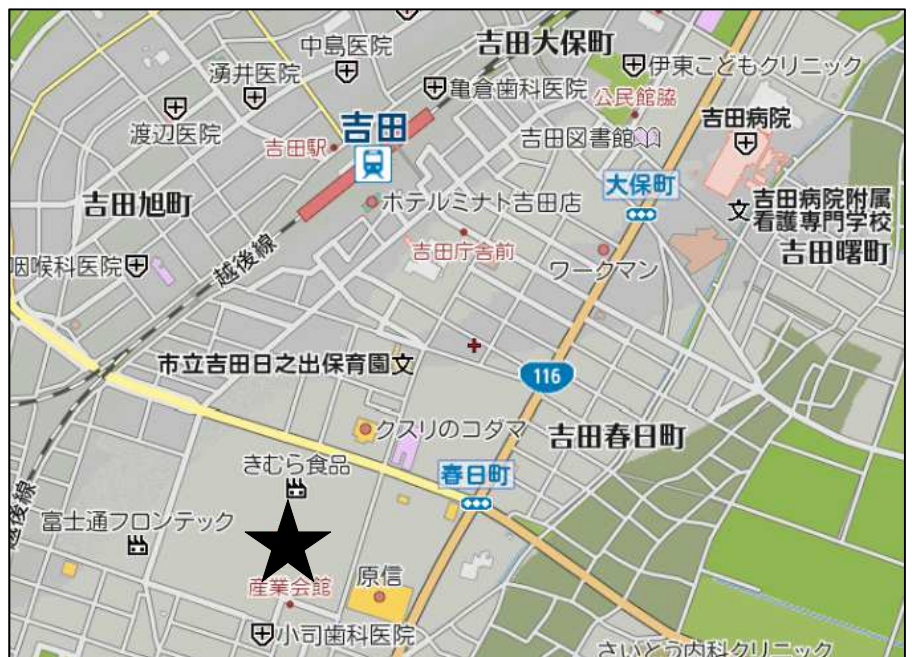 中島医院
吉田大保町
伊東こどもクリニック
湧井医院
亀倉歯科医院
公民館脇
渡辺医院
吉田
吉田駅
吉田図書館
吉田病院
大保町
吉田旭町
ホテルミナト吉田店
吉田病院附属
看護専門学校
吉田庁舎前
吉田曙町
咽喉科医院
越後線
ワークマン
市立吉田日之出保育園
116
クスリのコダマ
吉田春日町
きむら食品
春日町
越後線
富士通フロンテック
産業会館
原信
小司歯科医院
さいとう内科クリニック